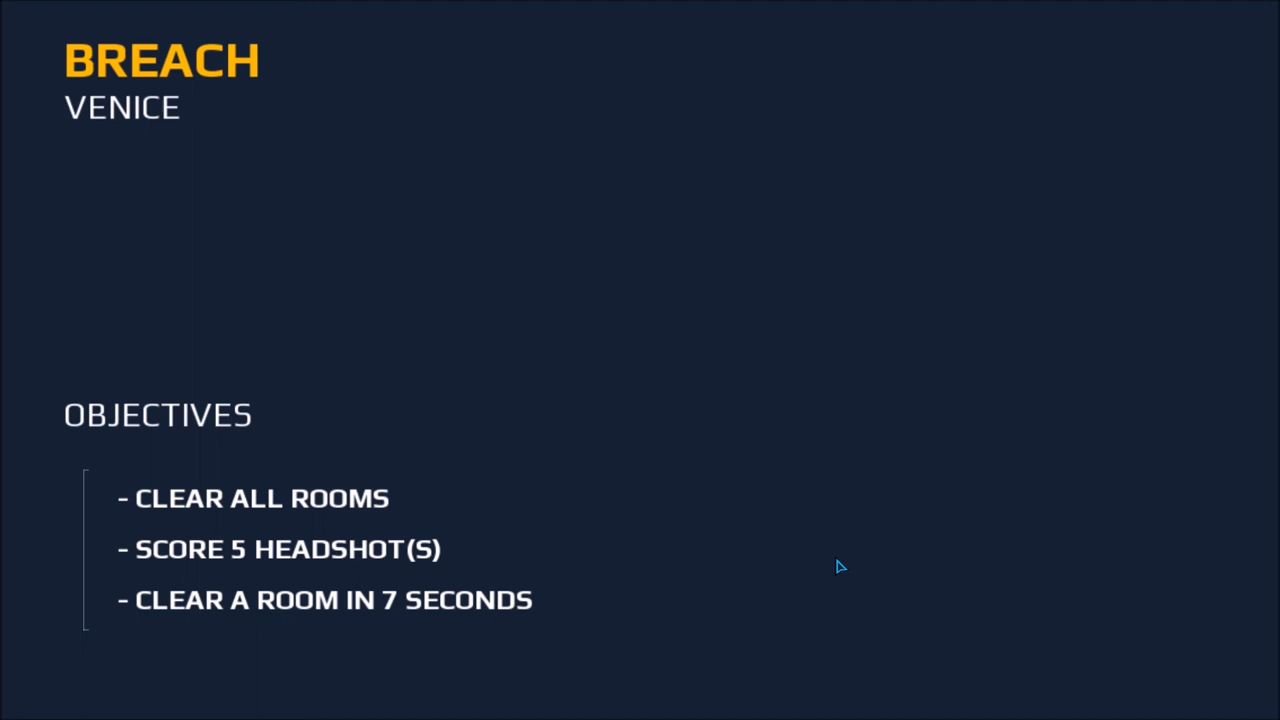 BREACH
VENICE
OBJECTIVES
- CLEAR ALL ROOMS
- SCORE 5 HEADSHOT(S)
- CLEAR A ROOM IN 7 SECONDS